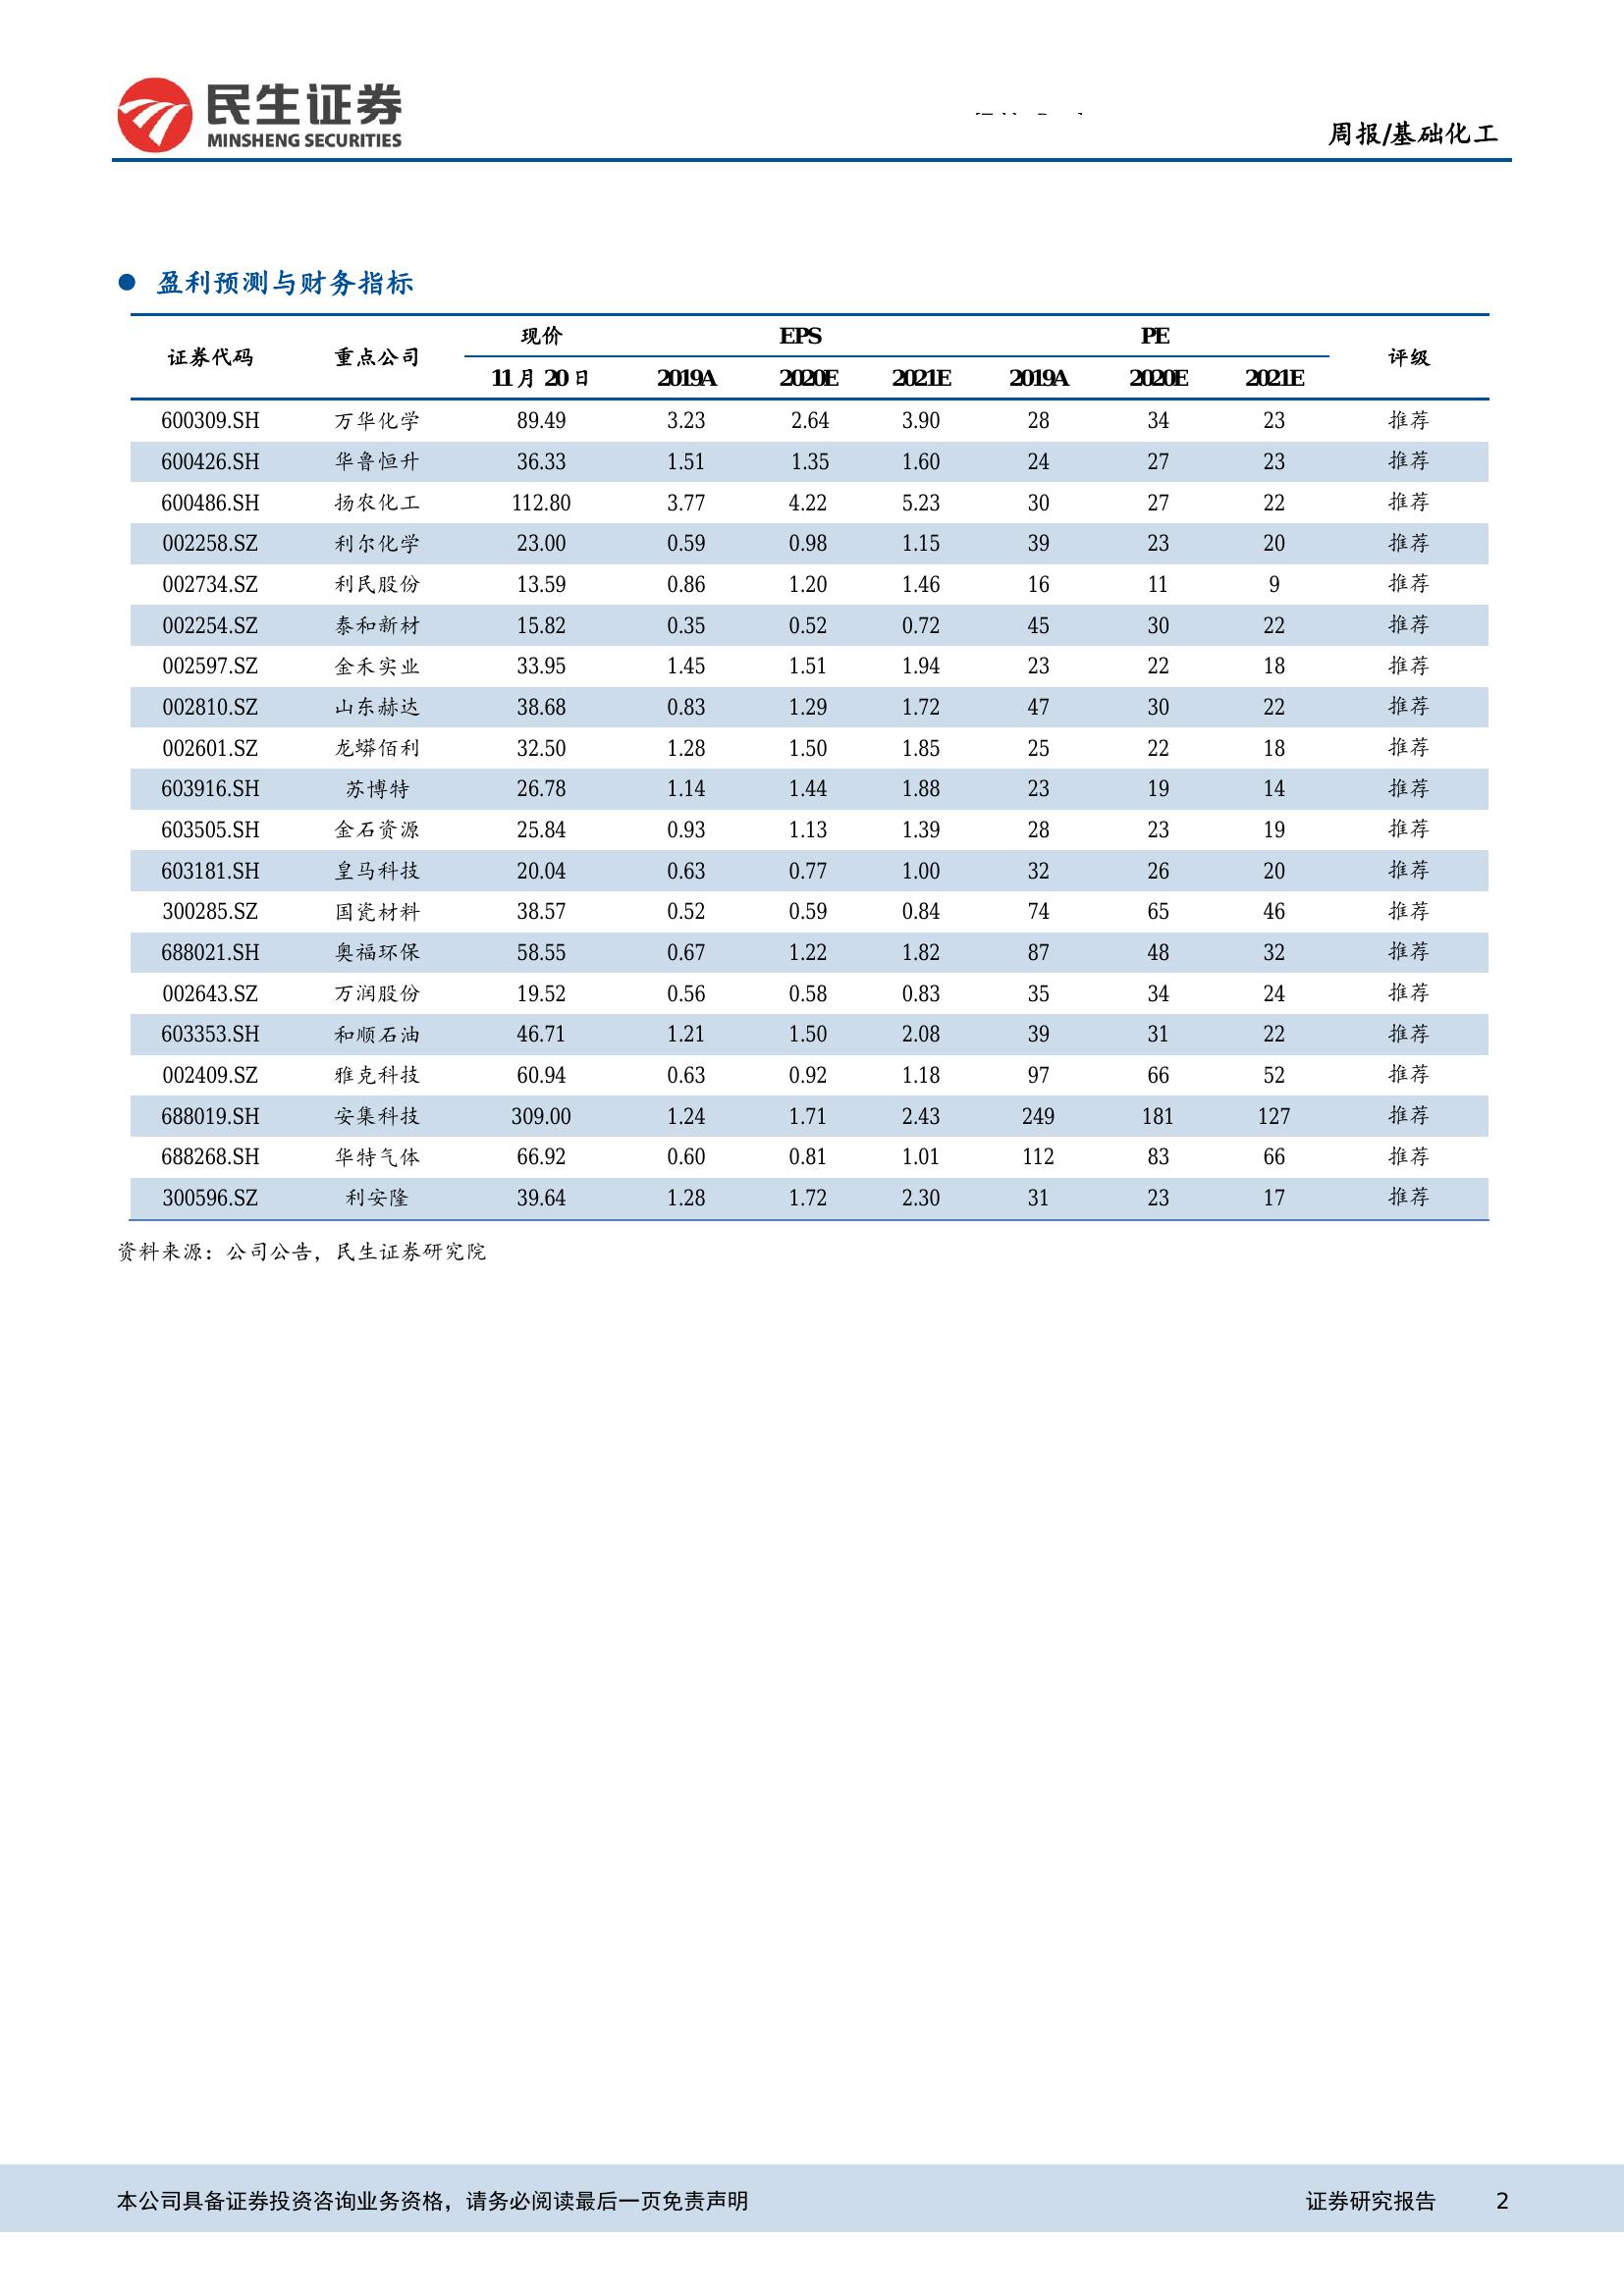 民生证券
MINSHENG SECURITIES
周报/基础化工
● 盈利预测与财务指标
证券代码 重点公司 现价 EPS PE 评级
11 月 20 日 2019A 2020E 2021E 2019A 2020E 2021E
600309.SH 万华化学 89.49 3.23 2.64 3.90 28 34 23 推荐
600426.SH 华鲁恒升 36.33 1.51 1.35 1.60 24 27 23 推荐
600486.SH 扬农化工 112.80 3.77 4.22 5.23 30 27 22 推荐
002258.SZ 利尔化学 23.00 0.59 0.98 1.15 39 23 20 推荐
002734.SZ 利民股份 13.59 0.86 1.20 1.46 16 11 9 推荐
002254.SZ 泰和新材 15.82 0.35 0.52 0.72 45 30 22 推荐
002597.SZ 金禾实业 33.95 1.45 1.51 1.94 23 22 18 推荐
002810.SZ 山东赫达 38.68 0.83 1.29 1.72 47 30 22 推荐
002601.SZ 龙蟒佰利 32.50 1.28 1.50 1.85 25 22 18 推荐
603916.SH 苏博特 26.78 1.14 1.44 1.88 23 19 14 推荐
603505.SH 金石资源 25.84 0.93 1.13 1.39 28 23 19 推荐
603181.SH 皇马科技 20.04 0.63 0.77 1.00 32 26 20 推荐
300285.SZ 国瓷材料 38.57 0.52 0.59 0.84 74 65 46 推荐
688021.SH 奥福环保 58.55 0.67 1.22 1.82 87 48 32 推荐
002643.SZ 万润股份 19.52 0.56 0.58 0.83 35 34 24 推荐
603353.SH 和顺石油 46.71 1.21 1.50 2.08 39 31 22 推荐
002409.SZ 雅克科技 60.94 0.63 0.92 1.18 97 66 52 推荐
688019.SH 安集科技 309.00 1.24 1.71 2.43 249 181 127 推荐
688268.SH 华特气体 66.92 0.60 0.81 1.01 112 83 66 推荐
300596.SZ 利安隆 39.64 1.28 1.72 2.30 31 23 17 推荐
资料来源：公司公告，民生证券研究院
本公司具备证券投资咨询业务资格，请务必阅读最后一页免责声明 证券研究报告 2